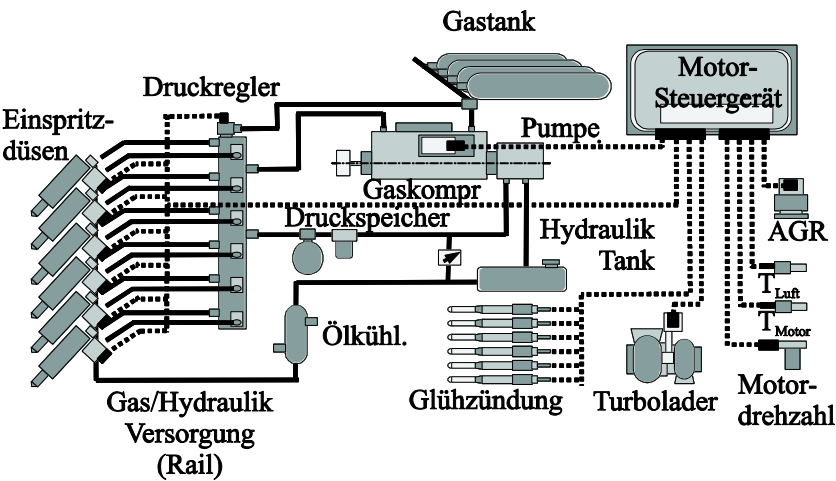 Gastank
Druckregler
Motor-
Steuergerät
Einspritz-
düsen
Pumpe
Gaskompr
Druckspeicher
AGR
Hydraulik
Tank
T Luft
T Motor
Ölkühl.
Glühzündung
Turbolader
Motor-
drehzahl
Gas/Hydraulik
Versorgung
(Rail)